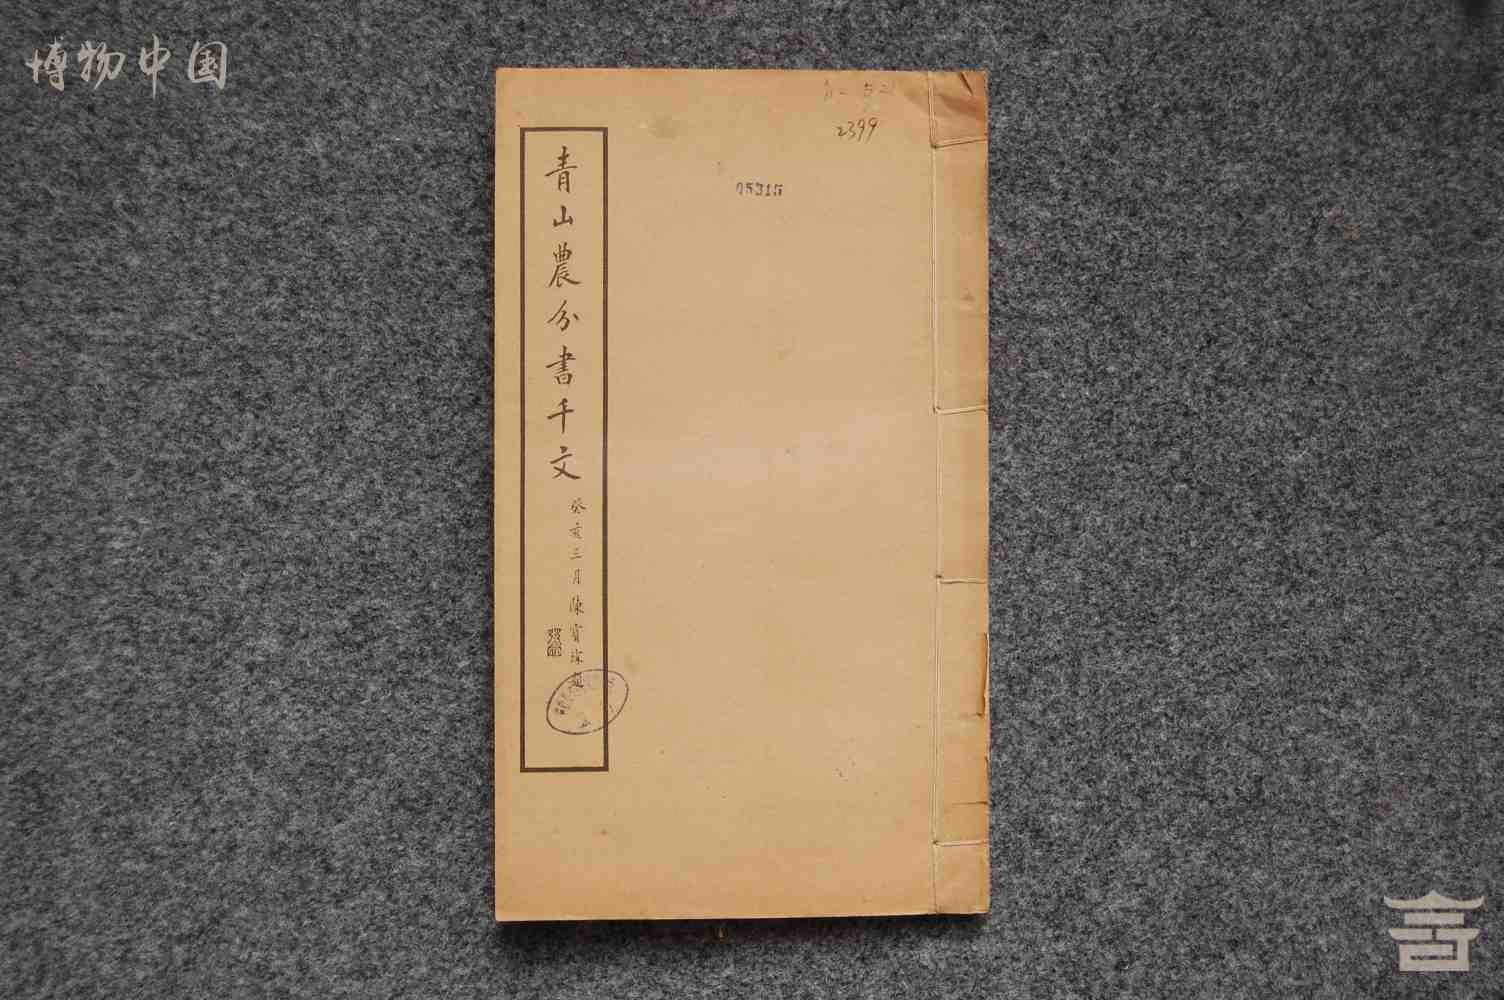 博物中国
2399
05315
青山農分書千文
癸亥三月陳寶琛題